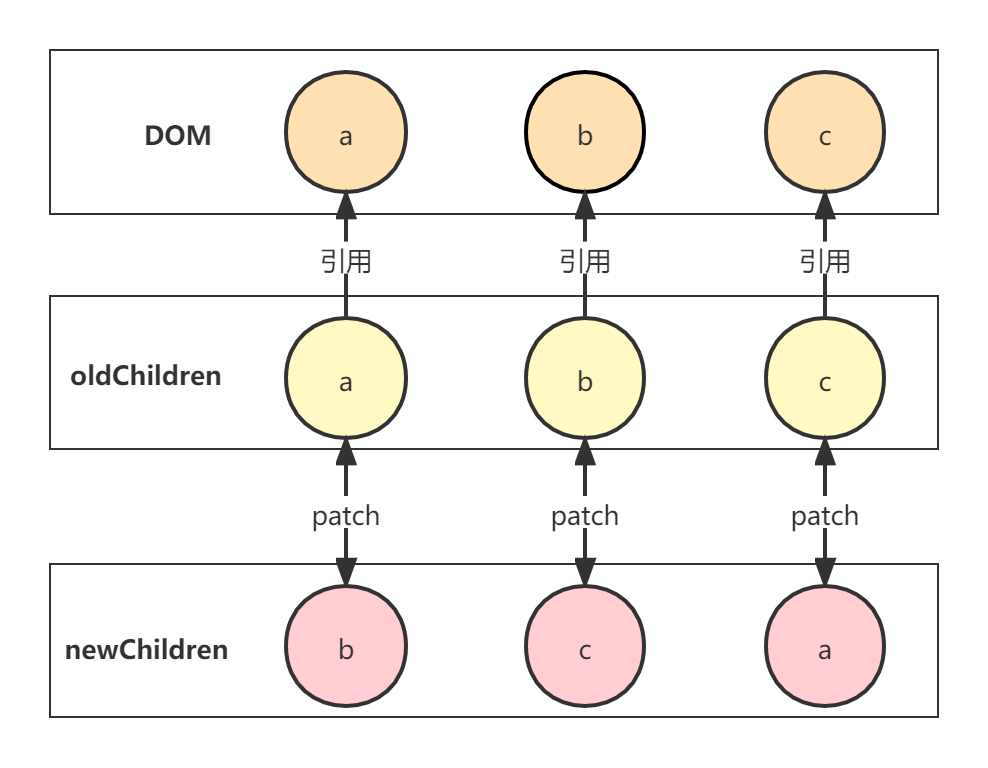 DOM a b c
引用 引用 引用
oldChildren a b c
patch patch patch
newChildren b c a